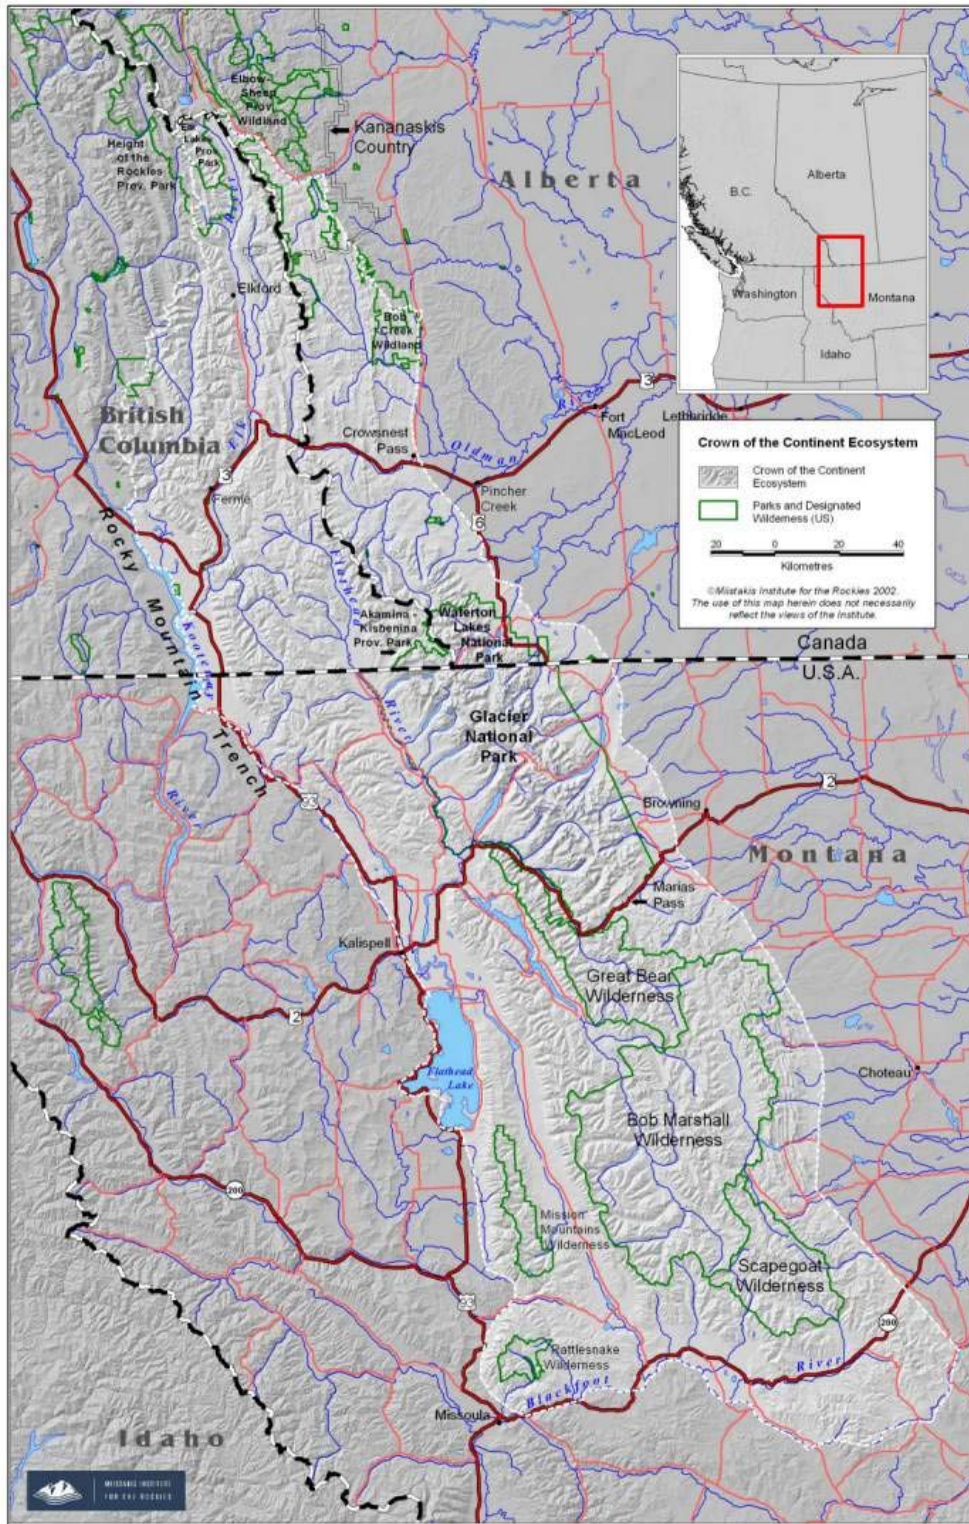 Elbow-
Sheep
Prov.
Wildland
Kananaskis
Country
Elk
Lakes
Prov.
Park
Height
of the
Rockies
Prov. Park
Alberta
Elkford
Bob
Creek
Wildland
British
Columbia
Elk
Crowsnest
Pass
Oldman
River
3
Fort
MacLeod
Lethbridge
3
Fernie
Pincher
Creek
6
Rocky
Mountain
Trench
Flathead
River
Akamina -
Kisbenina
Prov. Park
Waterton
Lakes
National
Park
Kootenay
River
B.C.
Alberta
Washington
Montana
Idaho
Crown of the Continent Ecosystem
Crown of the Continent
Ecosystem
Parks and Designated
Wilderness (US)
20 0 20 40
Kilometres
©Miistakis Institute for the Rockies 2002.
The use of this map herein does not necessarily
reflect the views of the Institute.
Canada
U.S.A.
Glacier
National
Park
93
Browning
2
Montana
Marias
Pass
Kalispell
2
Great Bear
Wilderness
Flathead
Lake
Choteau
Bob Marshall
Wilderness
200
Mission
Mountains
Wilderness
Scapegoat
Wilderness
93
200
Rattlesnake
Wilderness
Blackfoot
River
Missoula
Idaho
MIISTAKIS INSTITUTE
FOR THE ROCKIES